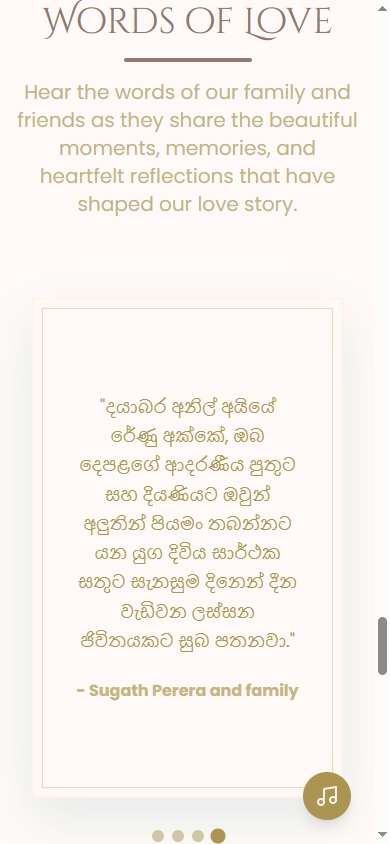 WORDS OF LOVE
Hear the words of our family and
friends as they share the beautiful
moments, memories, and
heartfelt reflections that have
shaped our love story.
"දයාබර අනිල් අයියේ
රේණු අක්කේ, ඔබ
දෙපළගේ ආදරණීය පුතුට
සහ දියණියට ඔවුන්
අලුතින් පියමං තබන්නට
යන යුග දිවිය සාර්ථක
සතුට සැනසුම දිනෙන් දින
වැඩිවන ලස්සන
ජිවිතයකට සුබ පතනවා."
- Sugath Perera and family